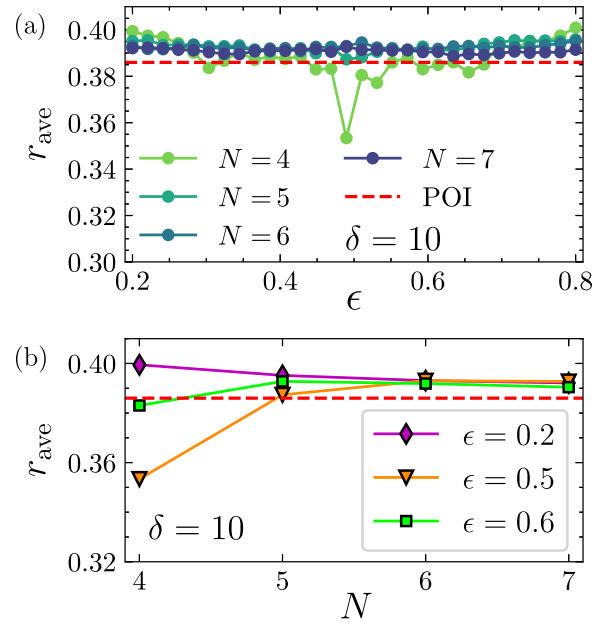 (a)
0.40
0.38
0.36
0.34
0.32
0.30
r_ave
N = 4
N = 5
N = 6
N = 7
POI
δ = 10
0.2
0.4
0.6
0.8
ϵ
(b)
0.40
0.36
0.32
r_ave
ϵ = 0.2
ϵ = 0.5
ϵ = 0.6
δ = 10
4
5
6
7
N